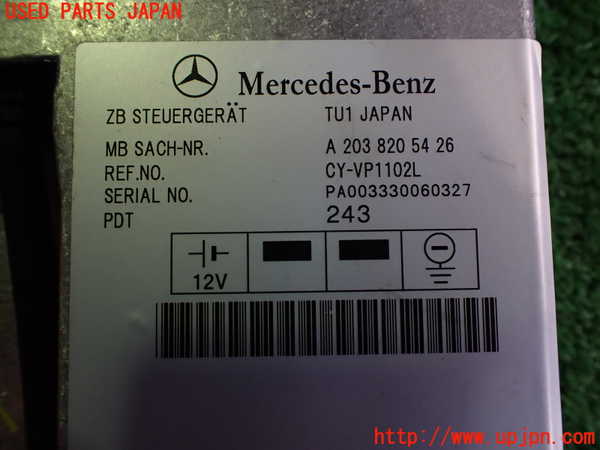 USED PARTS JAPAN
Mercedes-Benz
ZB STEUERGERÄT TU1 JAPAN
MB SACH-NR. A 203 820 54 26
REF.NO. CY-VP1102L
SERIAL NO. PA003330060327
PDT 243
12V
UPJ
http://www.upjpn.com/